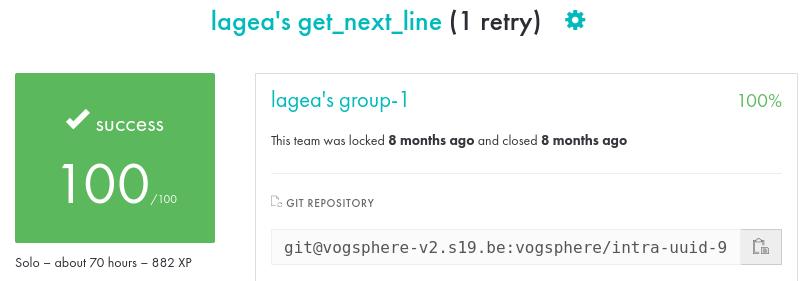 lagea's get_next_line (1 retry)
success
100/100
Solo – about 70 hours – 882 XP
lagea's group-1
100%
This team was locked 8 months ago and closed 8 months ago
GIT REPOSITORY
git@vogsphere-v2.s19.be:vogsphere/intra-uuid-9